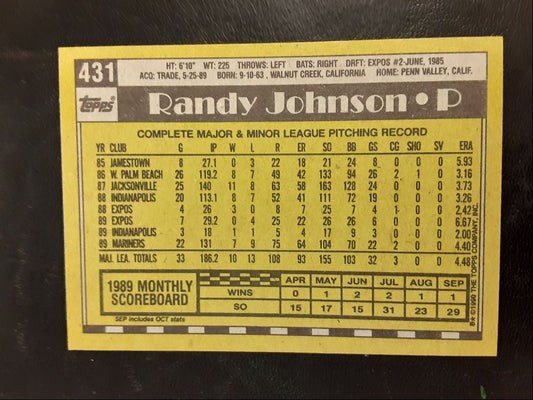 431
HT: 6'10" WT: 225 THROWS: LEFT BATS: RIGHT DRFT: EXPOS #2-JUNE, 1985
ACQ: TRADE, 5-25-89 BORN: 9-10-63, WALNUT CREEK, CALIFORNIA HOME: PENN VALLEY, CALIF.
topps
Randy Johnson • P
COMPLETE MAJOR & MINOR LEAGUE PITCHING RECORD
YR CLUB G IP W L R ER SO BB GS CG SHO SV ERA
85 JAMESTOWN 8 27.1 0 3 22 18 21 24 8 0 0 0 5.93
86 W. PALM BEACH 26 119.2 8 7 49 42 133 94 26 2 1 0 3.16
87 JACKSONVILLE 25 140 11 8 63 58 163 128 24 0 0 0 3.73
88 INDIANAPOLIS 20 113.1 8 7 52 41 111 72 19 0 0 0 3.26
88 EXPOS 4 26 3 0 8 7 25 7 4 1 0 0 2.42
89 EXPOS 7 29.2 0 4 25 22 26 26 6 0 0 0 6.67
89 INDIANAPOLIS 3 18 1 1 5 4 17 9 3 0 0 0 2.00
89 MARINERS 22 131 7 9 75 64 104 70 22 2 0 0 4.40
MAJ. LEA. TOTALS 33 186.2 10 13 108 93 155 103 32 3 0 0 4.48
1989 MONTHLY SCOREBOARD
APR MAY JUN JUL AUG SEP
WINS 0 1 2 2 1 1
SO 15 17 15 31 23 29
SEP includes OCT stats
B* ©1990 THE TOPPS COMPANY, INC.